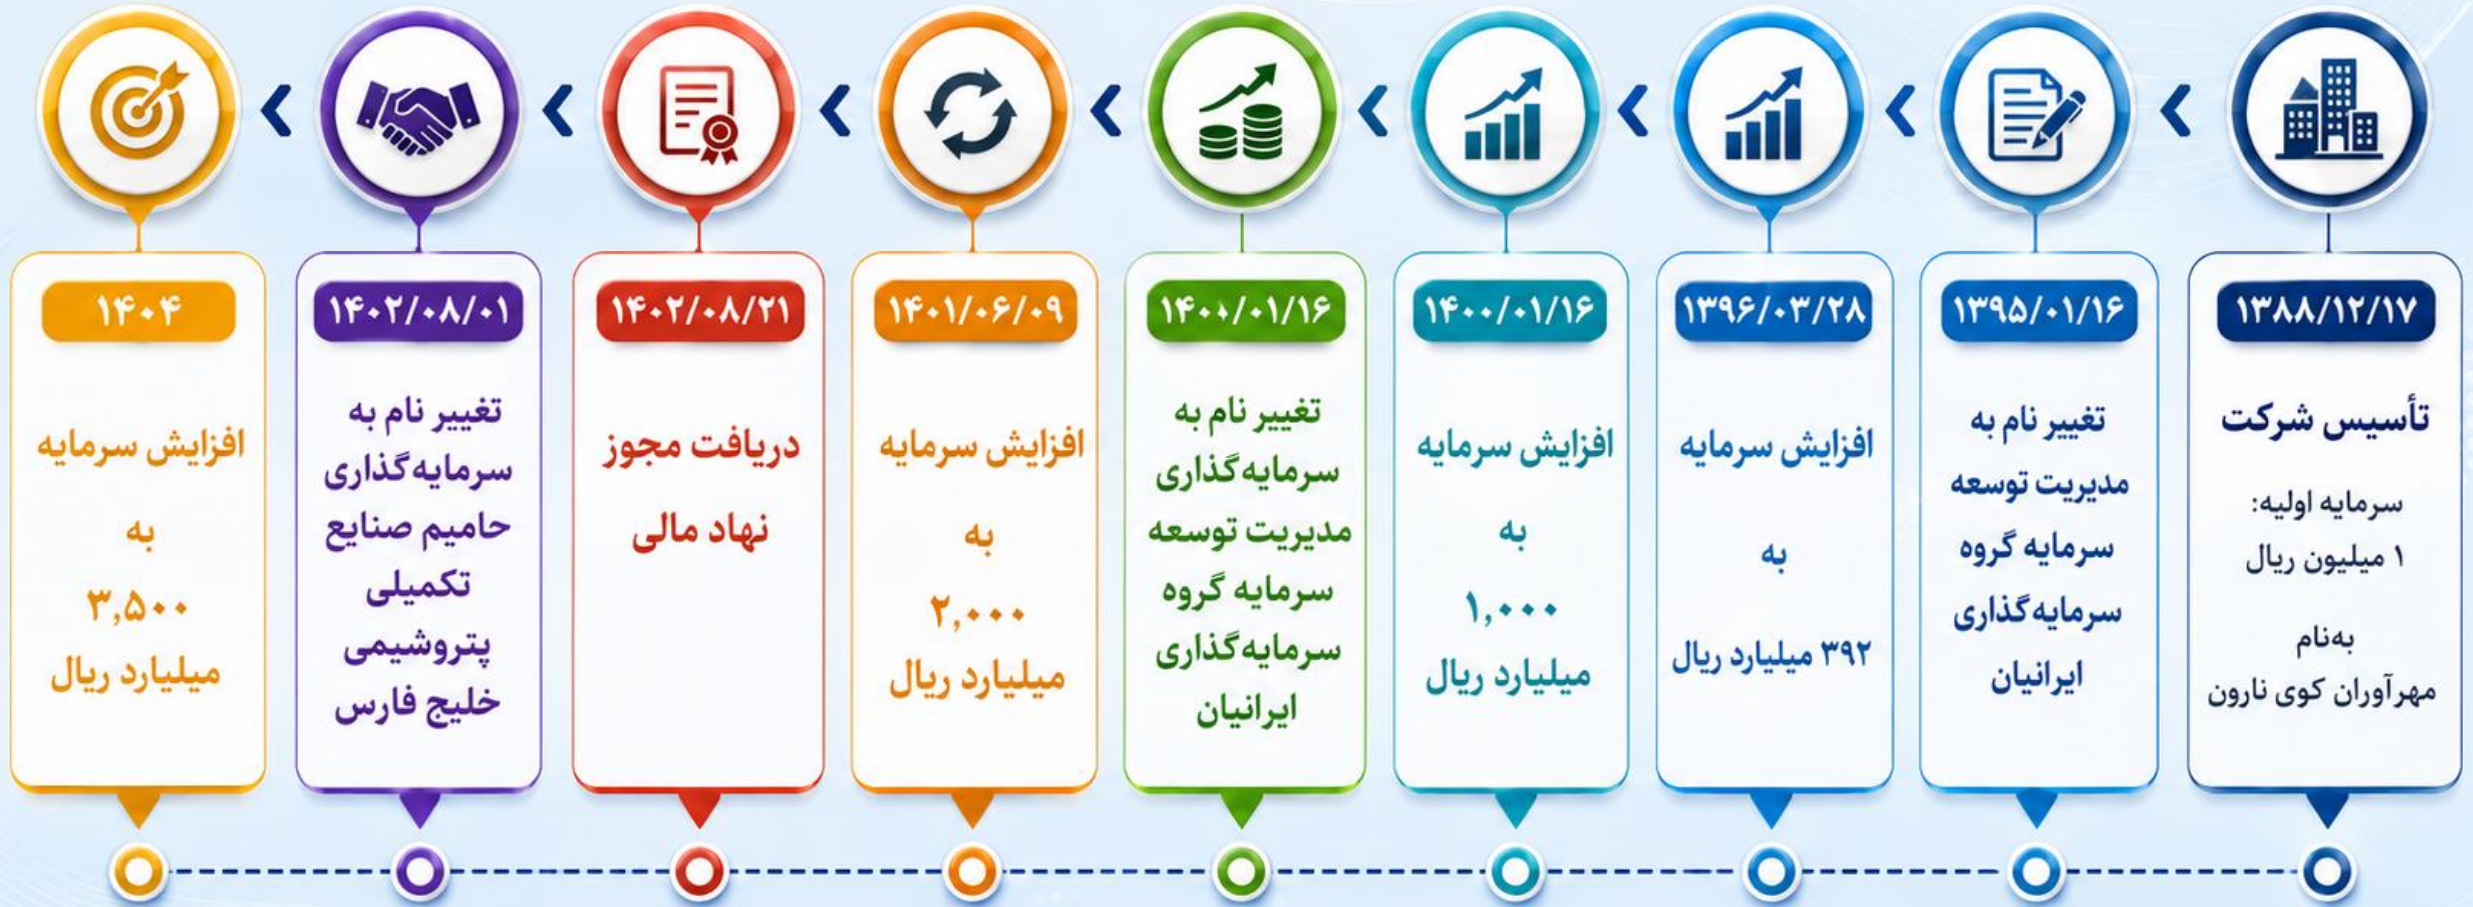 ۱۳۸۸/۱۲/۱۷
تأسیس شرکت
سرمایه اولیه:
۱ میلیون ریال
به‌نام
مهرآوران کوی نارون
۱۳۹۵/۰۱/۱۶
تغییر نام به
مدیریت توسعه
سرمایه گروه
سرمایه‌گذاری
ایرانیان
۱۳۹۶/۰۳/۲۸
افزایش سرمایه
به
۳۹۲ میلیارد ریال
۱۴۰۰/۰۱/۱۶
افزایش سرمایه
به
۱,۰۰۰
میلیارد ریال
۱۴۰۰/۰۱/۱۶
تغییر نام به
سرمایه‌گذاری
مدیریت توسعه
سرمایه گروه
سرمایه‌گذاری
ایرانیان
۱۴۰۱/۰۶/۰۹
افزایش سرمایه
به
۲,۰۰۰
میلیارد ریال
۱۴۰۲/۰۸/۲۱
دریافت مجوز
نهاد مالی
۱۴۰۲/۰۸/۰۱
تغییر نام به
سرمایه‌گذاری
حامیم صنایع
تکمیلی
پتروشیمی
خلیج فارس
۱۴۰۴
افزایش سرمایه
به
۳,۵۰۰
میلیارد ریال